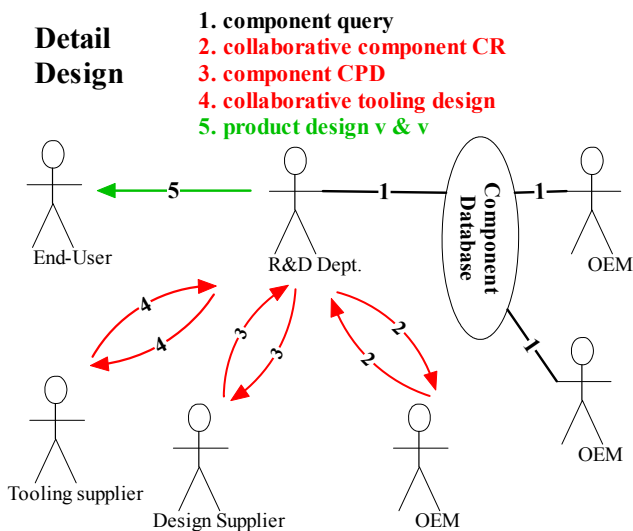 Detail
Design
1. component query
2. collaborative component CR
3. component CPD
4. collaborative tooling design
5. product design v & v
5
1
1
Component
Database
End-User
R&D Dept.
OEM
4
4
3
3
2
2
1
OEM
Tooling supplier
Design Supplier
OEM